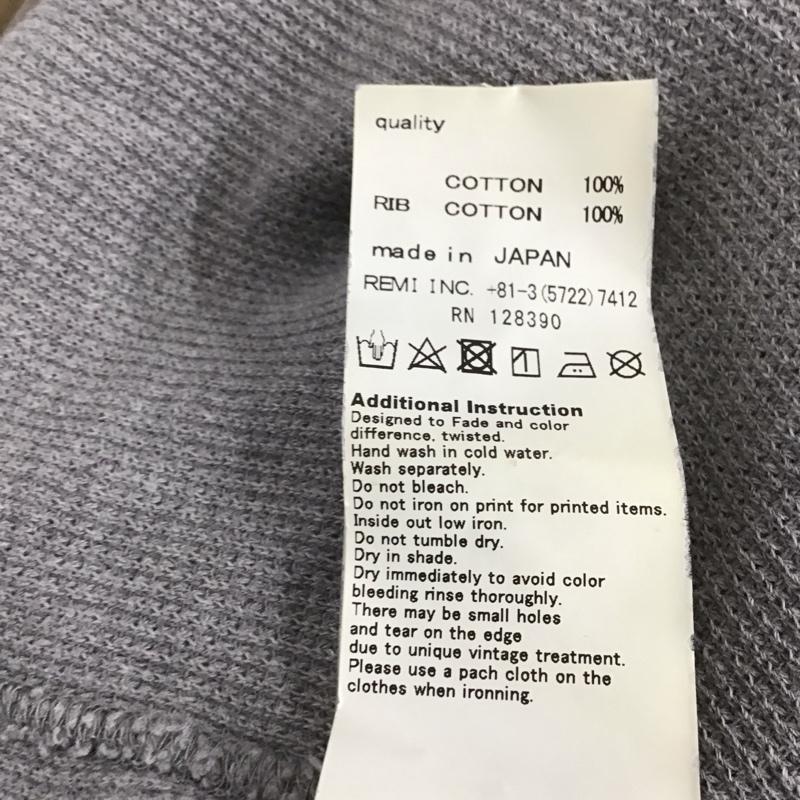 quality
COTTON 100%
RIB COTTON 100%
made in JAPAN
REMI INC. +81-3(5722)7412
RN 128390
Additional Instruction
Designed to Fade and color
difference, twisted.
Hand wash in cold water.
Wash separately.
Do not bleach.
Do not iron on print for printed items.
Inside out low iron.
Do not tumble dry.
Dry in shade.
Dry immediately to avoid color
bleeding rinse thoroughly.
There may be small holes
and tear on the edge
due to unique vintage treatment.
Please use a pach cloth on the
clothes when ironning.